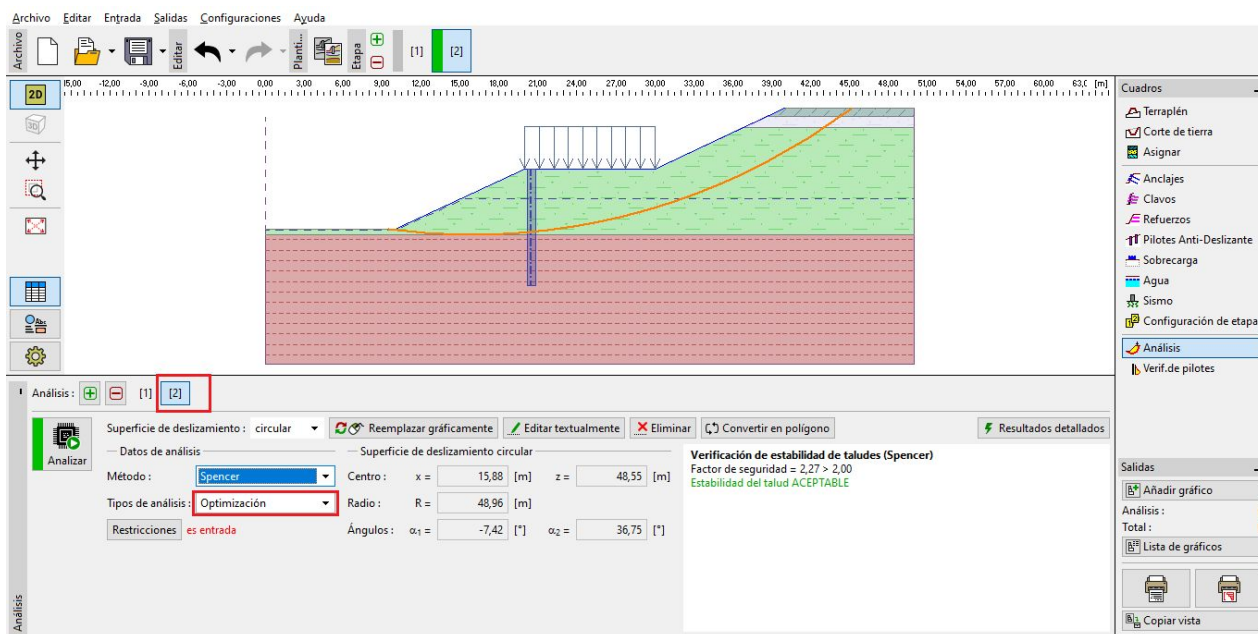 Archivo Editar Entrada Salidas Configuraciones Ayuda
Archivo
Editar
Planti...
Etapa
[1] [2]
2D
3D
15,00 -12,00 -9,00 -6,00 -3,00 0,00 3,00 6,00 9,00 12,00 15,00 18,00 21,00 24,00 27,00 30,00 33,00 36,00 39,00 42,00 45,00 48,00 51,00 54,00 57,00 60,00 63,( [m]
Cuadros
Terraplén
Corte de tierra
Asignar
Anclajes
Clavos
Refuerzos
Pilotes Anti-Deslizante
Sobrecarga
Agua
Sismo
Configuración de etapa
Análisis
Verif.de pilotes
Análisis : [1] [2]
Analizar
Superficie de deslizamiento : circular Reemplazar gráficamente Editar textualmente Eliminar Convertir en polígono Resultados detallados
Datos de análisis
Método : Spencer
Tipos de análisis : Optimización
Restricciones es entrada
Superficie de deslizamiento circular
Centro : x = 15,88 [m] z = 48,55 [m]
Radio : R = 48,96 [m]
Ángulos : α1 = -7,42 [°] α2 = 36,75 [°]
Verificación de estabilidad de taludes (Spencer)
Factor de seguridad = 2,27 > 2,00
Estabilidad del talud ACEPTABLE
Análisis
Salidas
Añadir gráfico
Análisis :
Total :
Lista de gráficos
Copiar vista